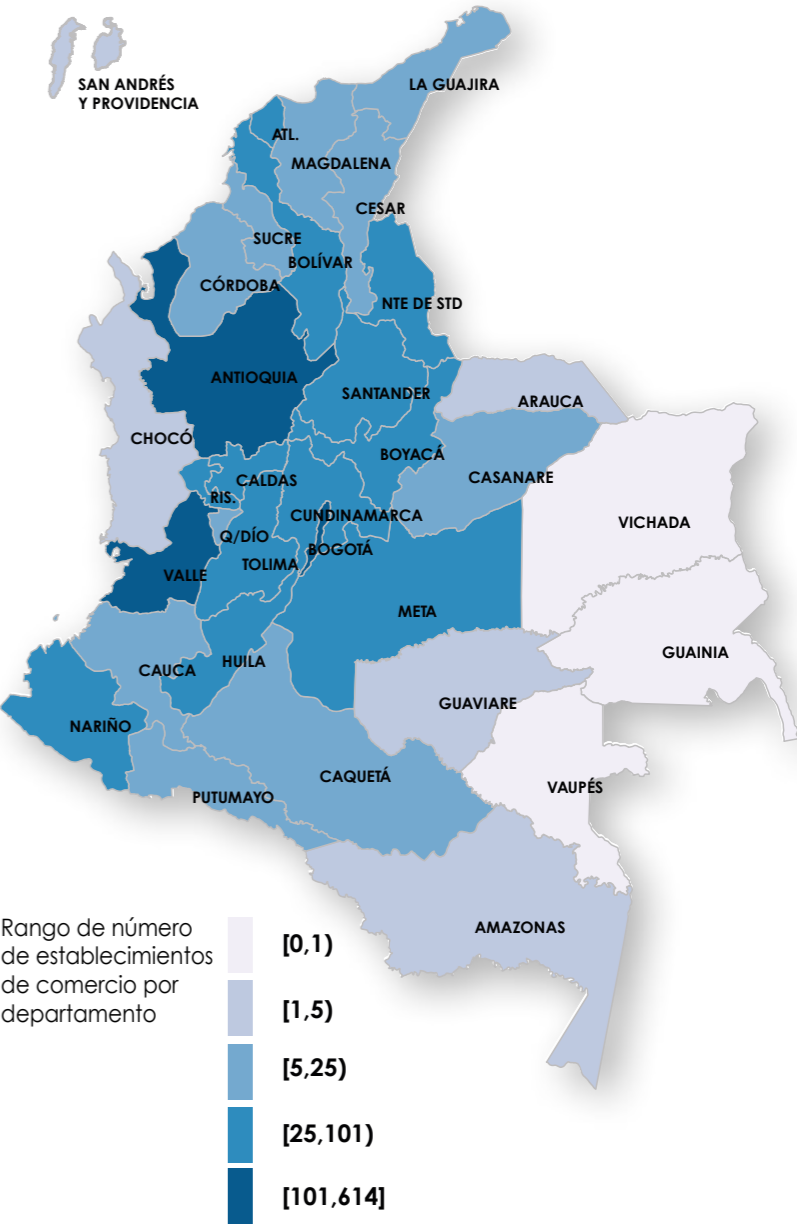 LA GUAJIRA
SAN ANDRÉS
Y PROVIDENCIA
ATL.
MAGDALENA
CESAR
SUCRE
BOLÍVAR
CÓRDOBA
NTE DE STD
ANTIOQUIA
SANTANDER
ARAUCA
CHOCÓ
BOYACÁ
CASANARE
CALDAS
RIS.
CUNDINAMARCA
VICHADA
Q/DÍO
BOGOTÁ
TOLIMA
VALLE
META
GUAINIA
HUILA
CAUCA
GUAVIARE
NARIÑO
CAQUETÁ
VAUPÉS
PUTUMAYO
AMAZONAS
Rango de número
de establecimientos
de comercio por
departamento
[0,1)
[1,5)
[5,25)
[25,101)
[101,614]